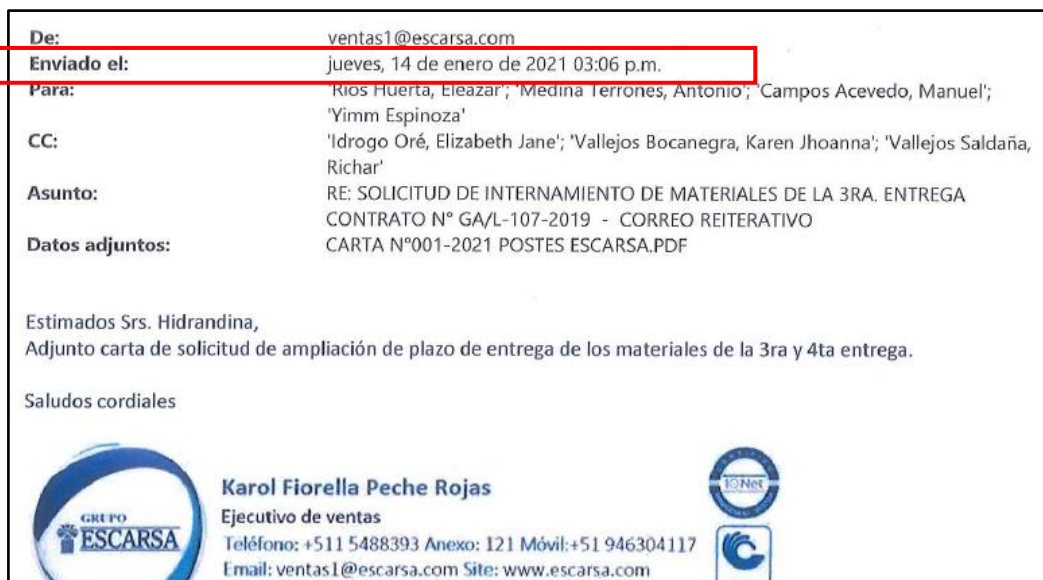 De: ventas1@escarsa.com
Enviado el: jueves, 14 de enero de 2021 03:06 p.m.
Para: 'Rios Huerta, Eleazar'; 'Medina Terrones, Antonio'; 'Campos Acevedo, Manuel';
'Yimm Espinoza'
CC: 'Idrogo Oré, Elizabeth Jane'; 'Vallejos Bocanegra, Karen Jhoanna'; 'Vallejos Saldaña,
Richar'
Asunto: RE: SOLICITUD DE INTERNAMIENTO DE MATERIALES DE LA 3RA. ENTREGA
CONTRATO N° GA/L-107-2019 - CORREO REITERATIVO
Datos adjuntos: CARTA N°001-2021 POSTES ESCARSA.PDF
Estimados Srs. Hidrandina,
Adjunto carta de solicitud de ampliación de plazo de entrega de los materiales de la 3ra y 4ta entrega.
Saludos cordiales
GRUPO
ESCARSA
Karol Fiorella Peche Rojas
Ejecutivo de ventas
Teléfono: +511 5488393 Anexo: 121 Móvil:+51 946304117
Email: ventas1@escarsa.com Site: www.escarsa.com
IQNet